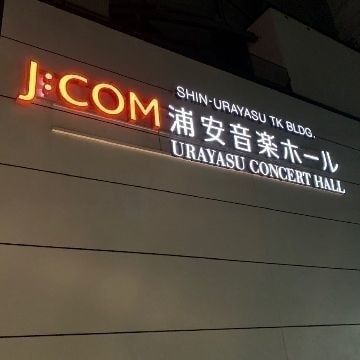 J:COM
SHIN-URAYASU TK BLDG.
浦安音楽ホール
URAYASU CONCERT HALL